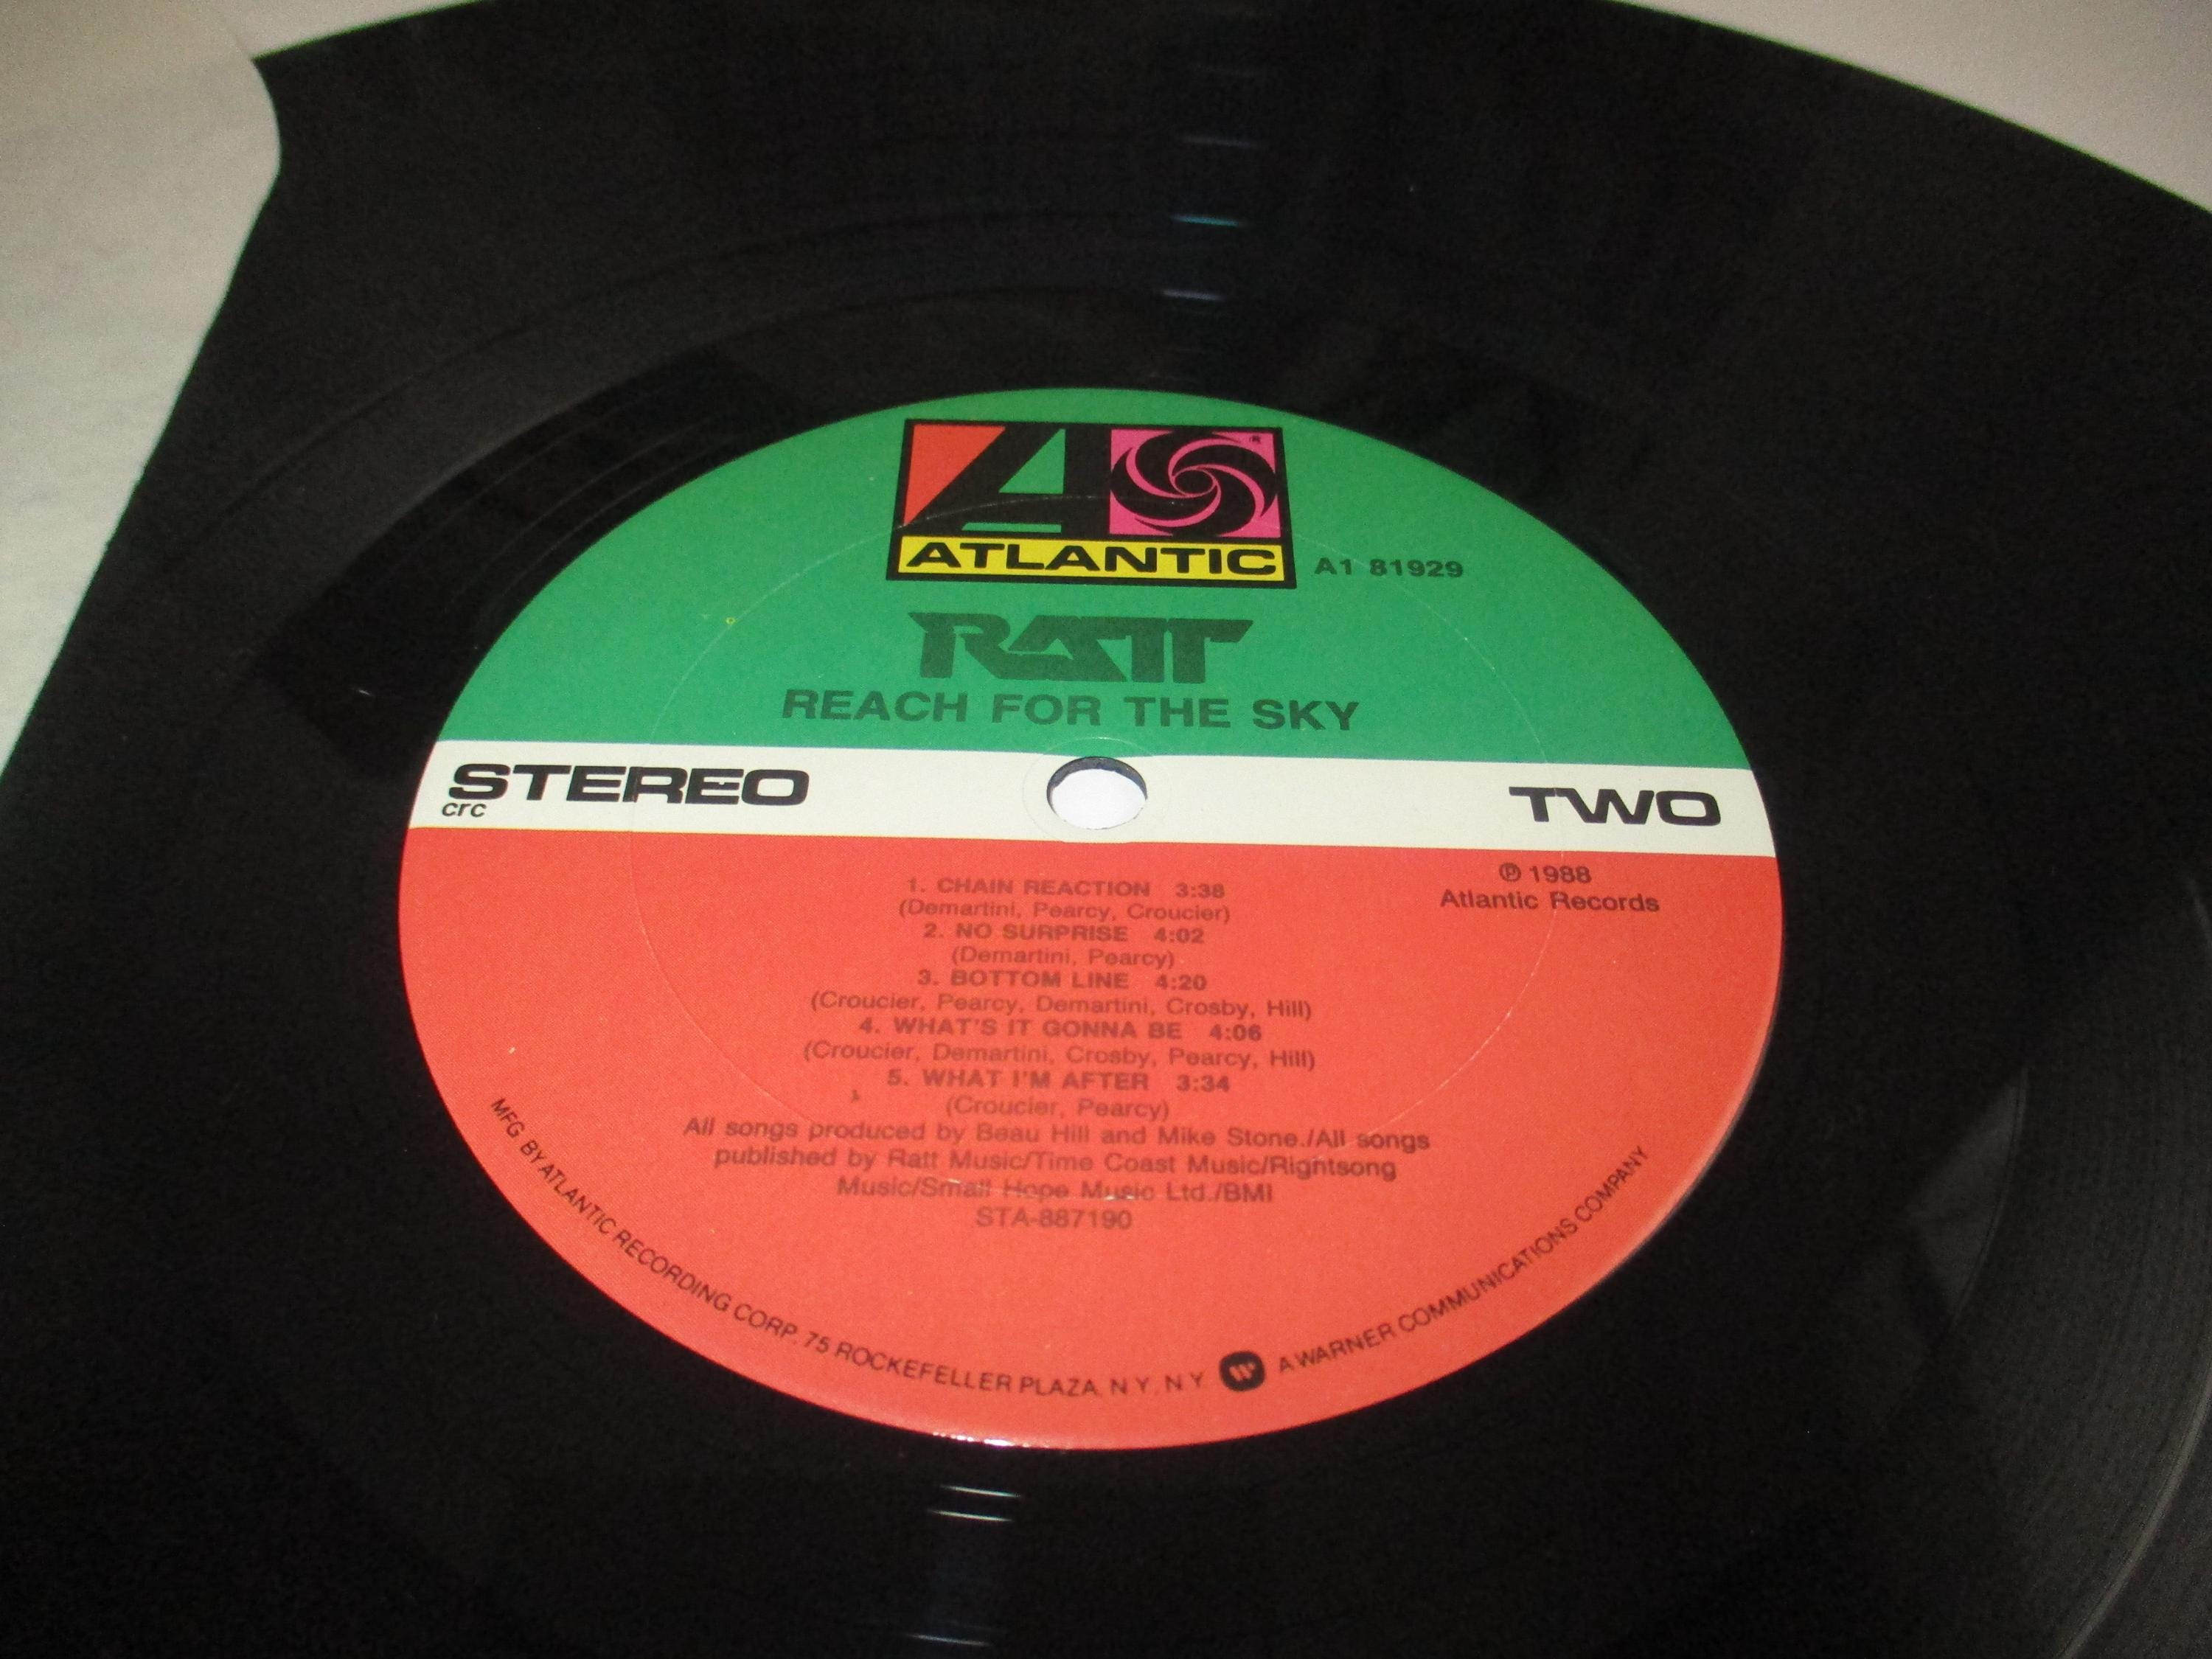 ATLANTIC
A1 81929
RATT
REACH FOR THE SKY
STEREO
crc
TWO
℗ 1988
Atlantic Records
1. CHAIN REACTION 3:38
(Demartini, Pearcy, Croucier)
2. NO SURPRISE 4:02
(Demartini, Pearcy)
3. BOTTOM LINE 4:20
(Croucier, Pearcy, Demartini, Crosby, Hill)
4. WHAT'S IT GONNA BE 4:06
(Croucier, Demartini, Crosby, Pearcy, Hill)
5. WHAT I'M AFTER 3:34
(Croucier, Pearcy)
All songs produced by Beau Hill and Mike Stone./All songs
published by Ratt Music/Time Coast Music/Rightsong
Music/Small Hope Music Ltd./BMI
STA-887190
MFG BY ATLANTIC RECORDING CORP. 75 ROCKEFELLER PLAZA, N.Y., N.Y. A WARNER COMMUNICATIONS COMPANY